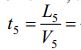 t₅ = L₅/V₅ =